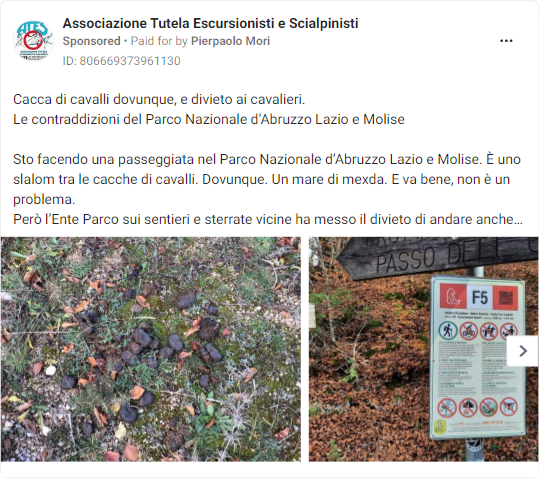 ATES
Associazione Tutela Escursionisti e Scialpinisti
Sponsored • Paid for by Pierpaolo Mori
ID: 806669373961130
Cacca di cavalli dovunque, e divieto ai cavalieri.
Le contraddizioni del Parco Nazionale d'Abruzzo Lazio e Molise
Sto facendo una passeggiata nel Parco Nazionale d'Abruzzo Lazio e Molise. È uno
slalom tra le cacche di cavalli. Dovunque. Un mare di mexda. E va bene, non è un
problema.
Però l'Ente Parco sui sentieri e sterrate vicine ha messo il divieto di andare anche...
PASSO DELL
F5